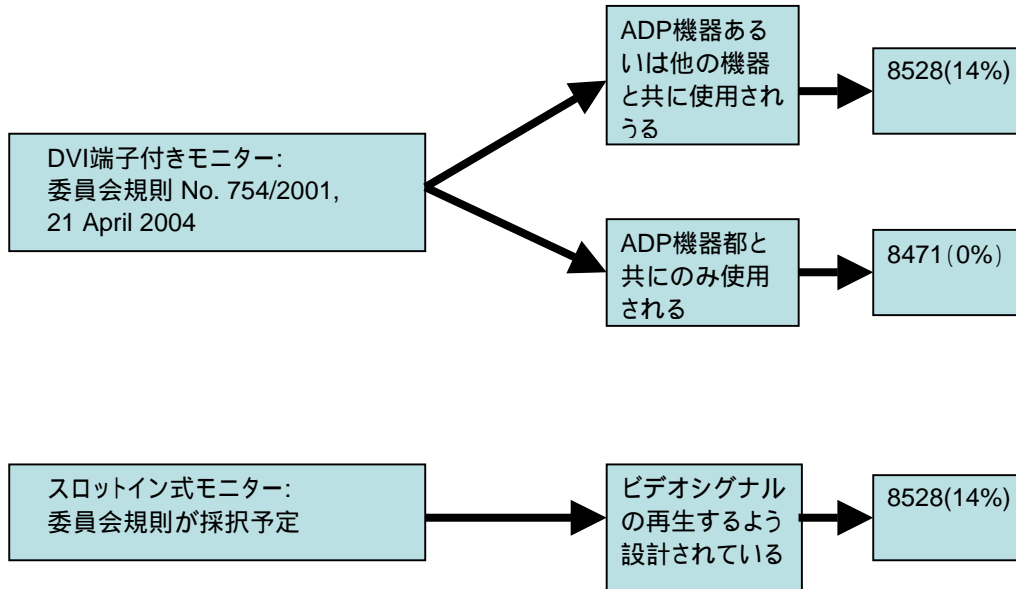 DVI端子付きモニター:
委員会規則 No. 754/2001,
21 April 2004
ADP機器ある
いは他の機器
と共に使用され
うる
8528(14%)
ADP機器都と
共にのみ使用
される
8471(0%)
スロットイン式モニター:
委員会規則が採択予定
ビデオシグナル
の再生するよう
設計されている
8528(14%)